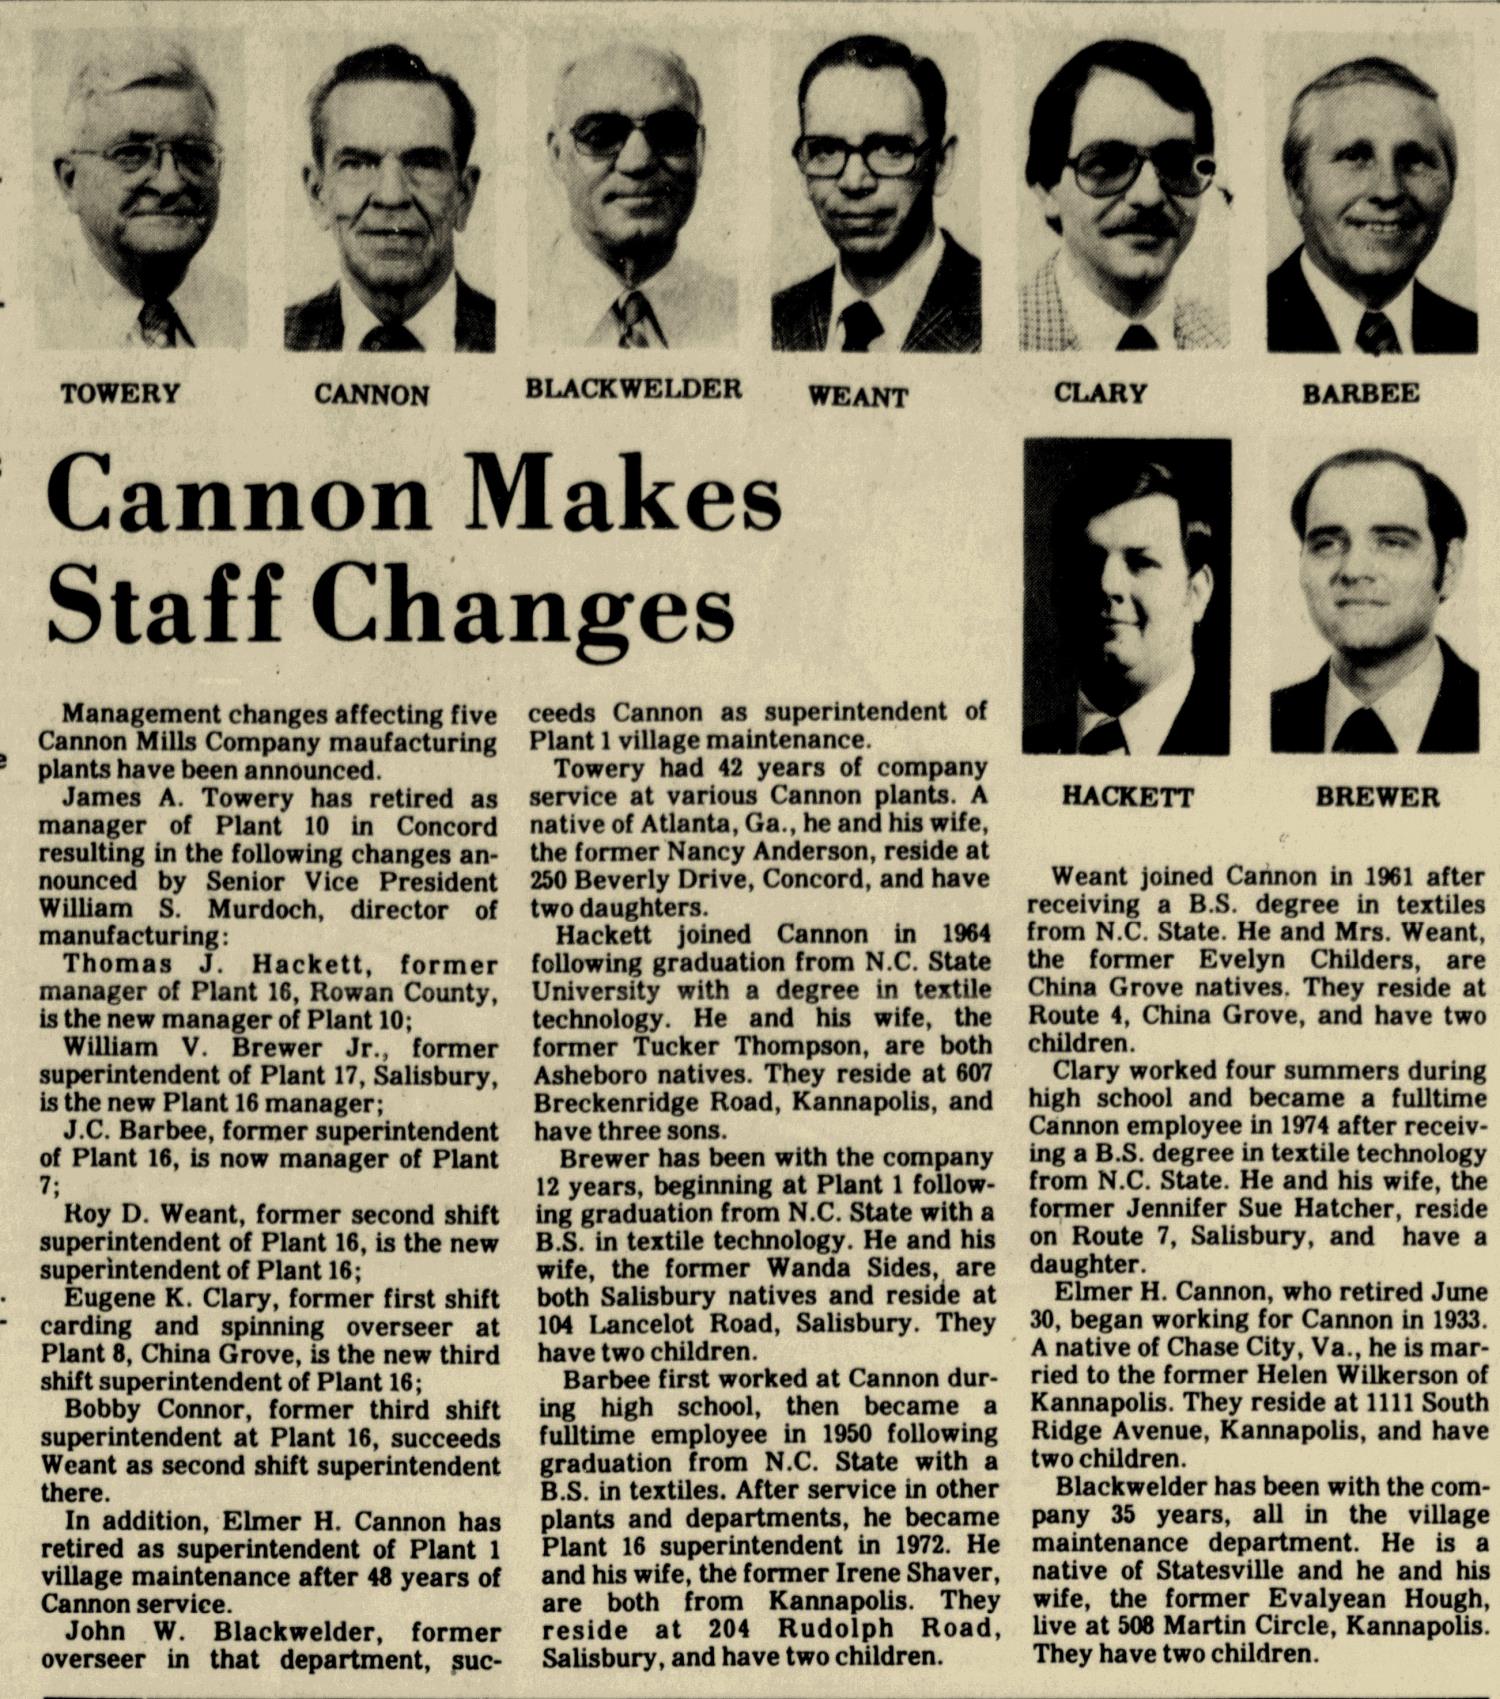 TOWERY
CANNON
BLACKWELDER
WEANT
CLARY
BARBEE
Cannon Makes
Staff Changes
HACKETT
BREWER
Management changes affecting five
Cannon Mills Company maufacturing
plants have been announced.
James A. Towery has retired as
manager of Plant 10 in Concord
resulting in the following changes an-
nounced by Senior Vice President
William S. Murdoch, director of
manufacturing:
Thomas J. Hackett, former
manager of Plant 16, Rowan County,
is the new manager of Plant 10;
William V. Brewer Jr., former
superintendent of Plant 17, Salisbury,
is the new Plant 16 manager;
J.C. Barbee, former superintendent
of Plant 16, is now manager of Plant
7;
Roy D. Weant, former second shift
superintendent of Plant 16, is the new
superintendent of Plant 16;
Eugene K. Clary, former first shift
carding and spinning overseer at
Plant 8, China Grove, is the new third
shift superintendent of Plant 16;
Bobby Connor, former third shift
superintendent at Plant 16, succeeds
Weant as second shift superintendent
there.
In addition, Elmer H. Cannon has
retired as superintendent of Plant 1
village maintenance after 48 years of
Cannon service.
John W. Blackwelder, former
overseer in that department, suc-
ceeds Cannon as superintendent of
Plant 1 village maintenance.
Towery had 42 years of company
service at various Cannon plants. A
native of Atlanta, Ga., he and his wife,
the former Nancy Anderson, reside at
250 Beverly Drive, Concord, and have
two daughters.
Hackett joined Cannon in 1964
following graduation from N.C. State
University with a degree in textile
technology. He and his wife, the
former Tucker Thompson, are both
Asheboro natives. They reside at 607
Breckenridge Road, Kannapolis, and
have three sons.
Brewer has been with the company
12 years, beginning at Plant 1 follow-
ing graduation from N.C. State with a
B.S. in textile technology. He and his
wife, the former Wanda Sides, are
both Salisbury natives and reside at
104 Lancelot Road, Salisbury. They
have two children.
Barbee first worked at Cannon dur-
ing high school, then became a
fulltime employee in 1950 following
graduation from N.C. State with a
B.S. in textiles. After service in other
plants and departments, he became
Plant 16 superintendent in 1972. He
and his wife, the former Irene Shaver,
are both from Kannapolis. They
reside at 204 Rudolph Road,
Salisbury, and have two children.
Weant joined Cannon in 1961 after
receiving a B.S. degree in textiles
from N.C. State. He and Mrs. Weant,
the former Evelyn Childers, are
China Grove natives. They reside at
Route 4, China Grove, and have two
children.
Clary worked four summers during
high school and became a fulltime
Cannon employee in 1974 after receiv-
ing a B.S. degree in textile technology
from N.C. State. He and his wife, the
former Jennifer Sue Hatcher, reside
on Route 7, Salisbury, and have a
daughter.
Elmer H. Cannon, who retired June
30, began working for Cannon in 1933.
A native of Chase City, Va., he is mar-
ried to the former Helen Wilkerson of
Kannapolis. They reside at 1111 South
Ridge Avenue, Kannapolis, and have
two children.
Blackwelder has been with the com-
pany 35 years, all in the village
maintenance department. He is a
native of Statesville and he and his
wife, the former Evalyean Hough,
live at 508 Martin Circle, Kannapolis.
They have two children.